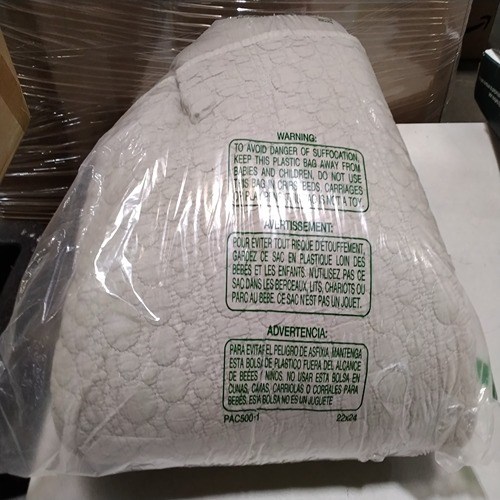 WARNING:
TO AVOID DANGER OF SUFFOCATION,
KEEP THIS PLASTIC BAG AWAY FROM
BABIES AND CHILDREN, DO NOT USE
THIS BAG IN CRIBS, BEDS, CARRIAGES
NOT A TOY
AVERTISSEMENT:
POUR EVITER TOUT RISQUE D'ETOUFFEMENT,
GARDEZ CE SAC EN PLASTIQUE LOIN DES
BÉBÉS ET LES ENFANTS. N'UTILISEZ PAS CE
SAC DANS LES BERCEAUX, LITS, CHARIOTS OU
PARC AU BEBE. CE SAC N'EST PAS UN JOUET.
ADVERTENCIA:
PARA EVITAR EL PELIGRO DE ASFIXIA, MANTENGA
ESTA BOLSA DE PLASTICO FUERA DEL ALCANCE
DE BEBES / NINOS. NO USAR ESTA BOLSA EN
CUNAS, CAMAS, CARRIOLAS O CORRALES PARA
BEBÉS, ESTA BOLSA NO ES UN JUGUETE
PAC500-1 22x24